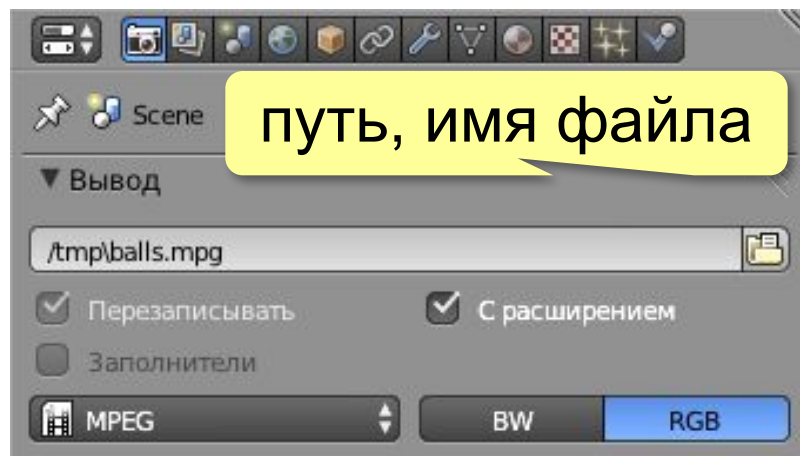 Scene
путь, имя файла
Вывод
/tmp\balls.mpg
Перезаписывать
С расширением
Заполнители
MPEG
BW
RGB